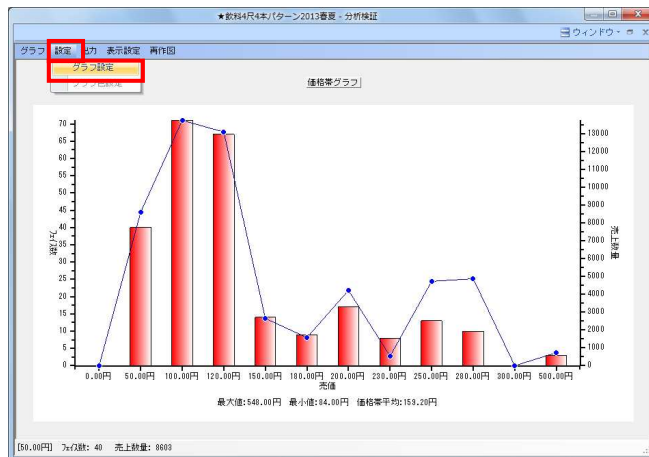 ★飲料4尺4本パターン2013春夏 - 分析検証
ウィンドウ
グラフ 設定 出力 表示設定 再作図
グラフ設定
グラフ色設定
価格帯グラフ
70
65
60
55
50
45
40
35
30
25
20
15
10
5
0
ﾌｪｲｽ数
13000
12000
11000
10000
9000
8000
7000
6000
5000
4000
3000
2000
1000
0
売上数量
0.00円 50.00円 100.00円 120.00円 150.00円 180.00円 200.00円 230.00円 250.00円 280.00円 300.00円 500.00円
売価
最大値:548.00円 最小値:84.00円 価格帯平均:159.20円
[50.00円] ﾌｪｲｽ数: 40 売上数量: 8603